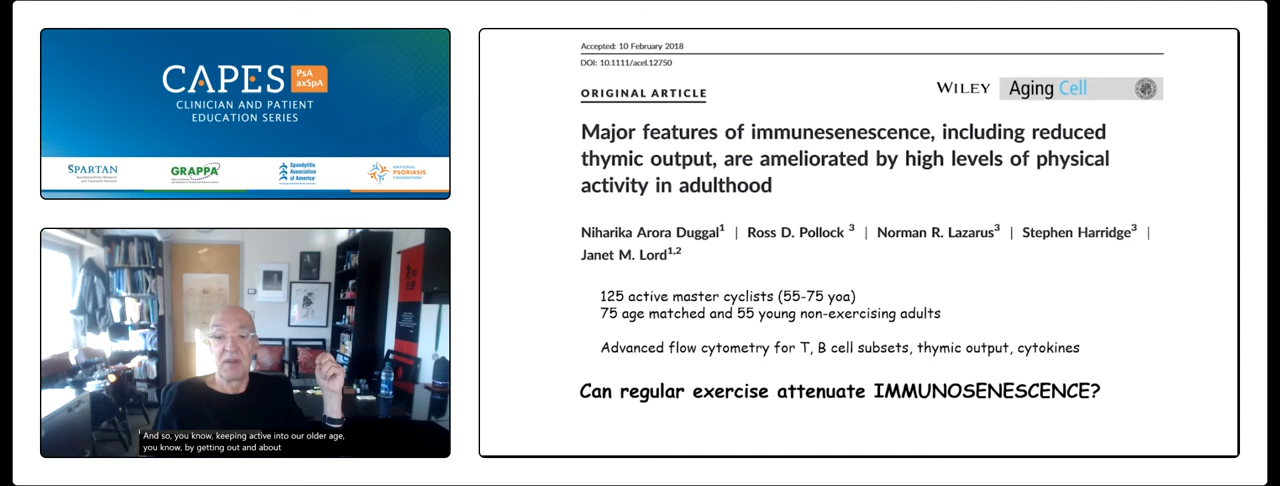 CAPES PsA
axSpA
CLINICIAN AND PATIENT
EDUCATION SERIES
SPARTAN
GRAPPA
Spondylitis
Association
of America
NATIONAL
PSORIASIS
FOUNDATION
And so, you know, keeping active into our older age,
you know, by getting out and about
Accepted: 10 February 2018
DOI: 10.1111/acel.12750
ORIGINAL ARTICLE
WILEY Aging Cell
Major features of immunesenescence, including reduced
thymic output, are ameliorated by high levels of physical
activity in adulthood
Niharika Arora Duggal1 | Ross D. Pollock 3 | Norman R. Lazarus3 | Stephen Harridge3 |
Janet M. Lord1,2
125 active master cyclists (55-75 yoa)
75 age matched and 55 young non-exercising adults
Advanced flow cytometry for T, B cell subsets, thymic output, cytokines
Can regular exercise attenuate IMMUNOSENESCENCE?